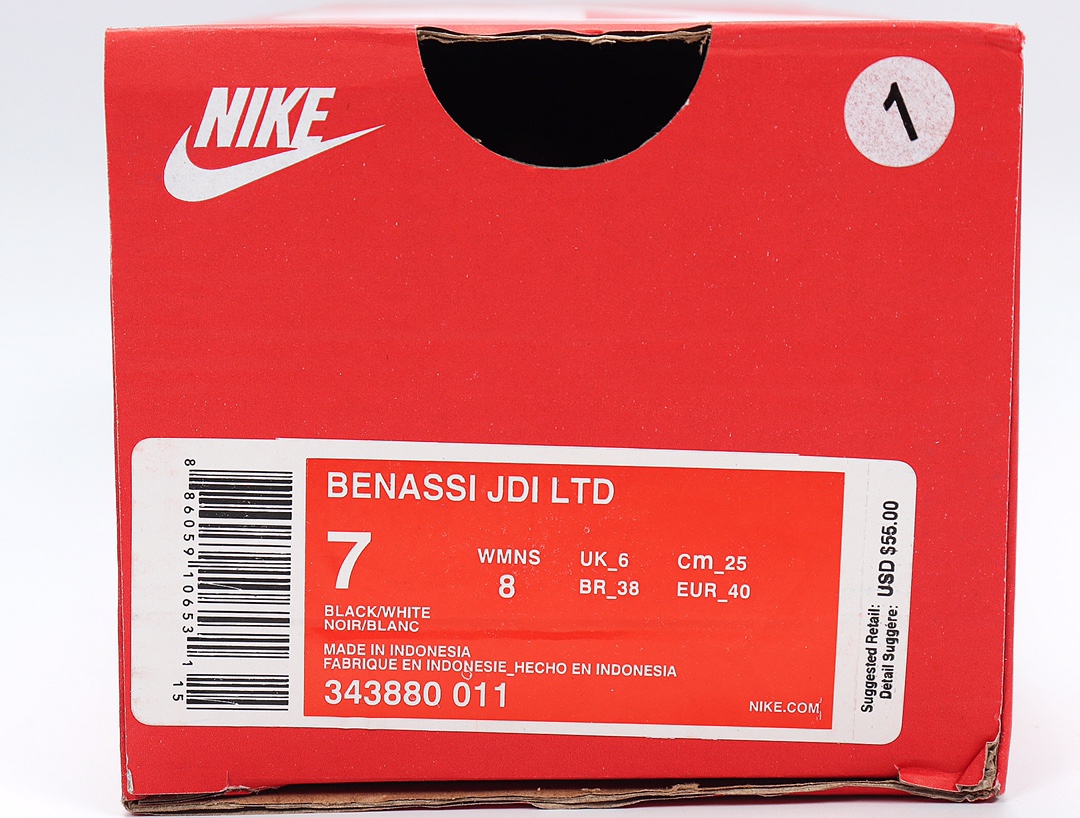 NIKE
1
BENASSI JDI LTD
7
WMNS
8
UK_6
BR_38
cm_25
EUR_40
BLACK/WHITE
NOIR/BLANC
MADE IN INDONESIA
FABRIQUE EN INDONESIE_HECHO EN INDONESIA
343880 011
NIKE.COM
8 86059 10653 1
15
Suggested Retail:
Detail Suggére: USD $55.00